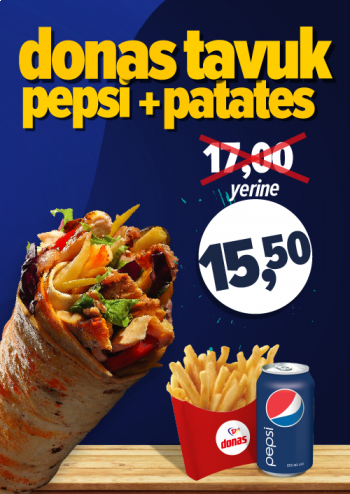 donas tavuk
pepsi + patates
17,00
yerine
15,50
donas
pepsi